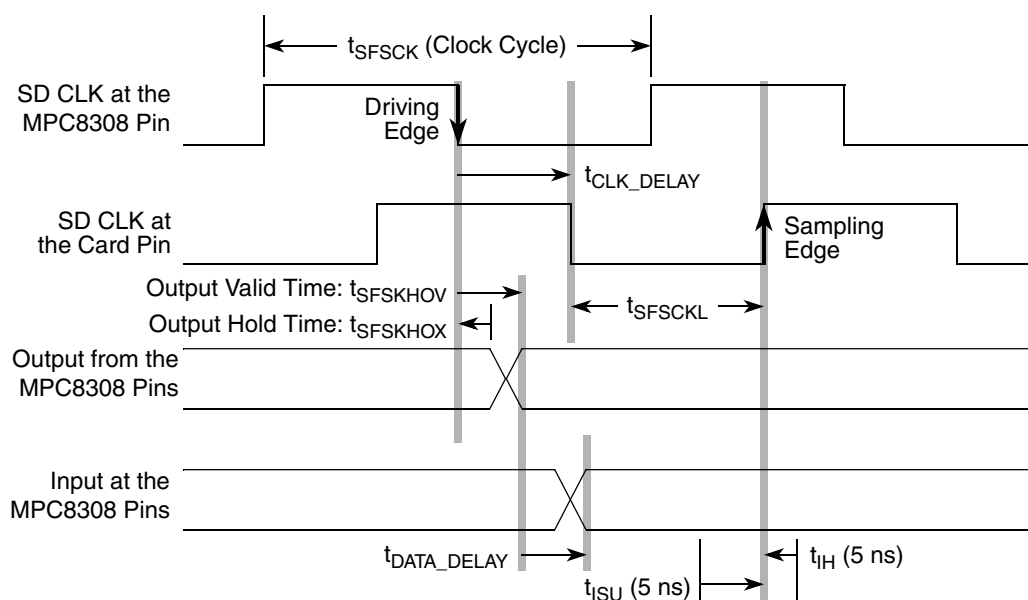 tSFSCK (Clock Cycle)
SD CLK at the
MPC8308 Pin
Driving
Edge
tCLK_DELAY
SD CLK at
the Card Pin
Sampling
Edge
Output Valid Time: tSFSKHOV
tSFSCKL
Output Hold Time: tSFSKHOX
Output from the
MPC8308 Pins
Input at the
MPC8308 Pins
tDATA_DELAY
tIH (5 ns)
tISU (5 ns)